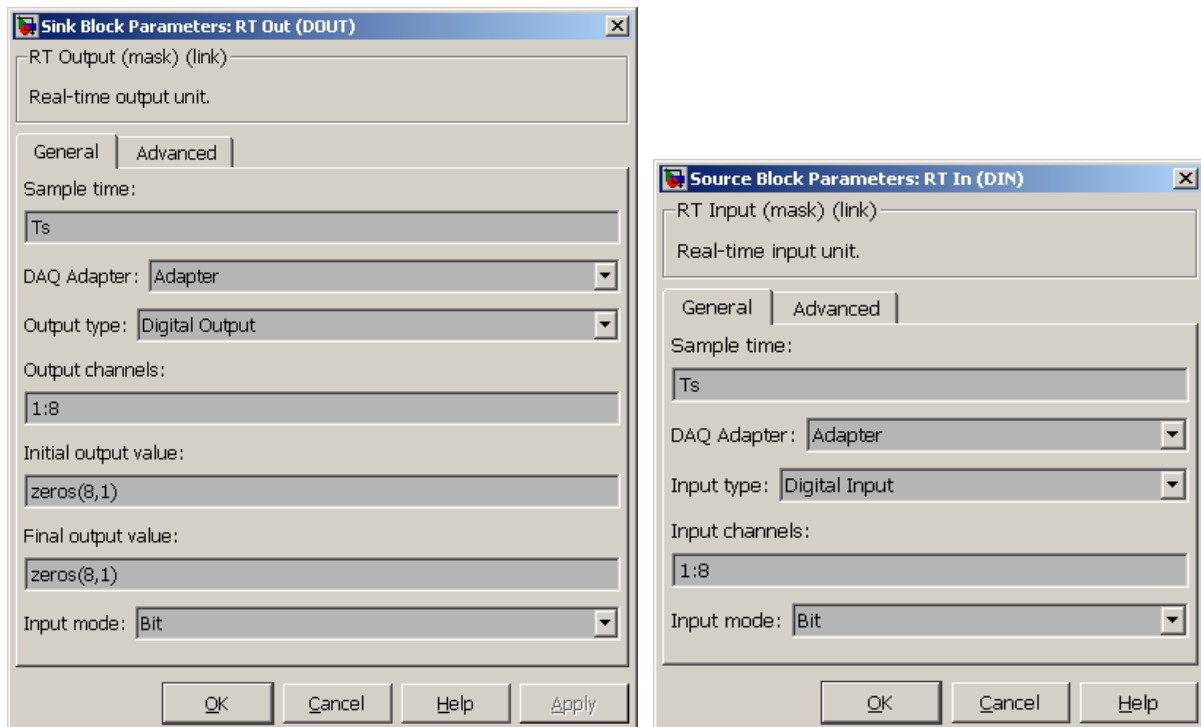 Sink Block Parameters: RT Out (DOUT)
RT Output (mask) (link)
Real-time output unit.
General
Advanced
Sample time:
Ts
DAQ Adapter: Adapter
Output type: Digital Output
Output channels:
1:8
Initial output value:
zeros(8,1)
Final output value:
zeros(8,1)
Input mode: Bit
OK
Cancel
Help
Apply
Source Block Parameters: RT In (DIN)
RT Input (mask) (link)
Real-time input unit.
General
Advanced
Sample time:
Ts
DAQ Adapter: Adapter
Input type: Digital Input
Input channels:
1:8
Input mode: Bit
OK
Cancel
Help